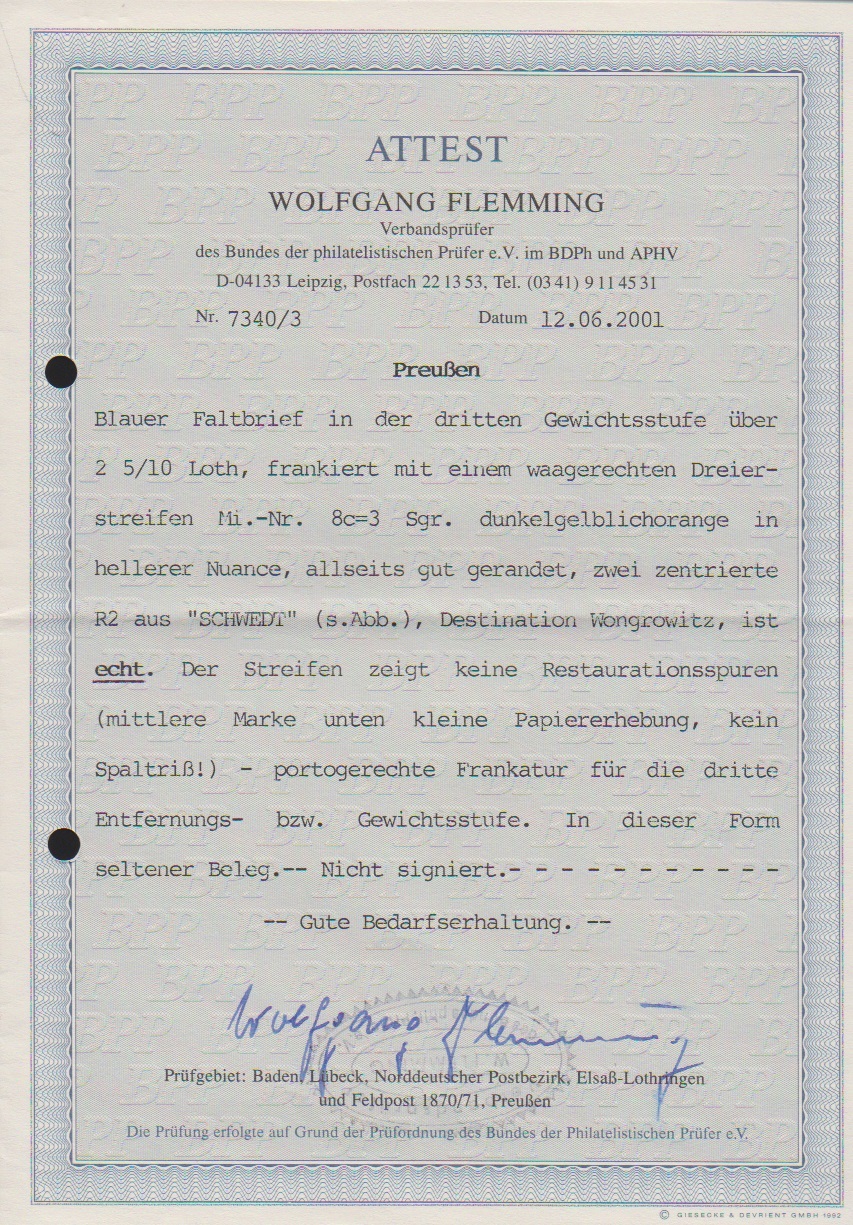 ATTEST
WOLFGANG FLEMMING
Verbandsprüfer
des Bundes der philatelistischen Prüfer e.V. im BDPh und APHV
D-04133 Leipzig, Postfach 22 13 53, Tel. (03 41) 9 11 45 31
Nr. 7340/3 Datum 12.06.2001
Preußen
Blauer Faltbrief in der dritten Gewichtsstufe über
2 5/10 Loth, frankiert mit einem waagerechten Dreier-
streifen Mi.-Nr. 8c=3 Sgr. dunkelgelblichorange in
hellerer Nuance, allseits gut gerandet, zwei zentrierte
R2 aus "SCHWEDT" (s.Abb.), Destination Wongrowitz, ist
echt. Der Streifen zeigt keine Restaurationsspuren
(mittlere Marke unten kleine Papiererhebung, kein
Spaltriß!) - portogerechte Frankatur für die dritte
Entfernungs- bzw. Gewichtsstufe. In dieser Form
seltener Beleg.-- Nicht signiert.- - - - - - - - - - -
-- Gute Bedarfserhaltung. --
Wolfgang Flemming
Prüfgebiet: Baden, Lübeck, Norddeutscher Postbezirk, Elsaß-Lothringen
und Feldpost 1870/71, Preußen
Die Prüfung erfolgte auf Grund der Prüfordnung des Bundes der Philatelistischen Prüfer e.V.
© GIESECKE & DEVRIENT GMBH 1992